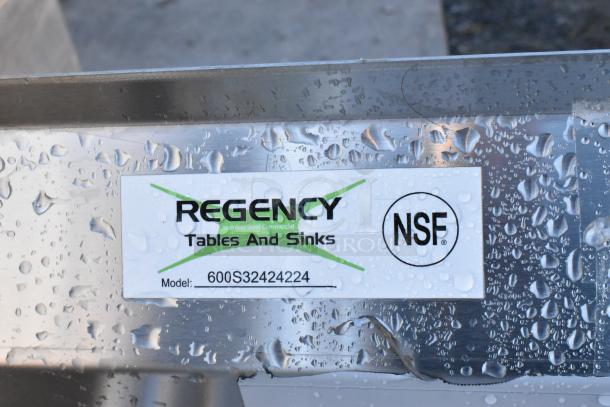 REGENCY
Tables And Sinks
Model: 600S32424224
NSF®